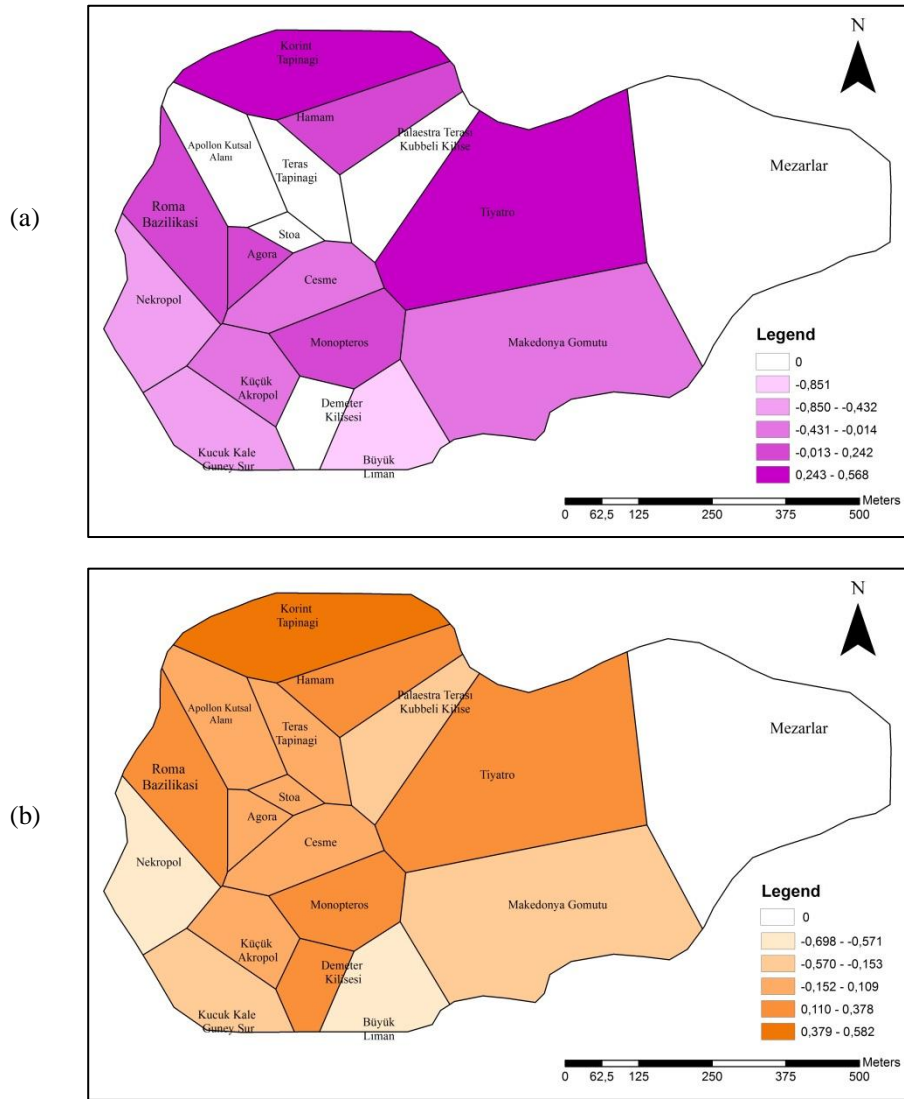 (a)
N
Korint
Tapinagi
Hamam
Apollon Kutsal
Alanı
Teras
Tapinagi
Palaestra Terası
Kubbeli Kilise
Mezarlar
Roma
Bazilikasi
Stoa
Tiyatro
Agora
Cesme
Nekropol
Monopteros
Makedonya Gomutu
Küçük
Akropol
Demeter
Kilisesi
Kucuk Kale
Guney Sur
Büyük
Lıman
Legend
0
-0,851
-0,850 - -0,432
-0,431 - -0,014
-0,013 - 0,242
0,243 - 0,568
Meters
0 62,5 125 250 375 500
(b)
N
Korint
Tapinagi
Hamam
Apollon Kutsal
Alanı
Teras
Tapinagi
Palaestra Terası
Kubbeli Kilise
Mezarlar
Roma
Bazilikasi
Stoa
Tiyatro
Agora
Cesme
Nekropol
Monopteros
Makedonya Gomutu
Küçük
Akropol
Demeter
Kilisesi
Kucuk Kale
Guney Sur
Büyük
Lıman
Legend
0
-0,698 - -0,571
-0,570 - -0,153
-0,152 - 0,109
0,110 - 0,378
0,379 - 0,582
Meters
0 62,5 125 250 375 500